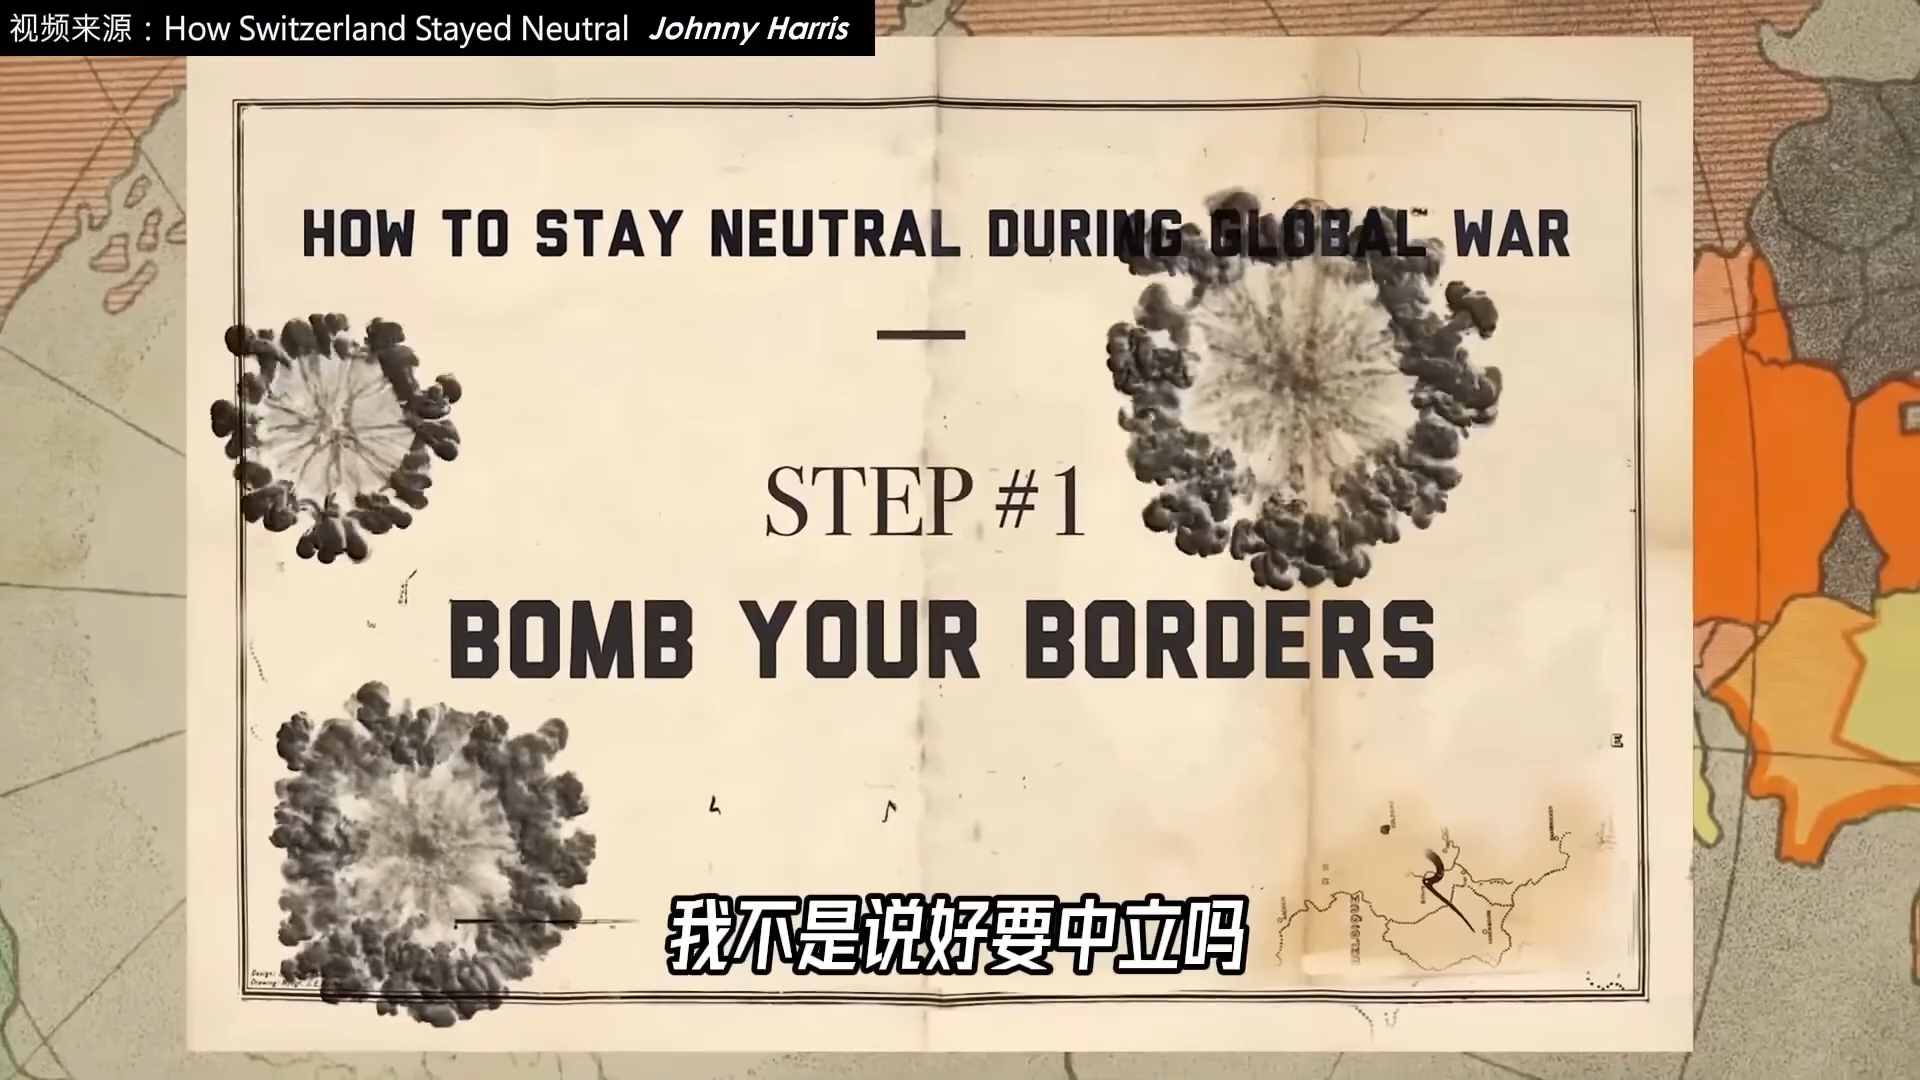 视频来源：How Switzerland Stayed Neutral Johnny Harris
HOW TO STAY NEUTRAL DURING GLOBAL WAR
STEP #1
BOMB YOUR BORDERS
我不是说好要中立吗
BELGIQUE